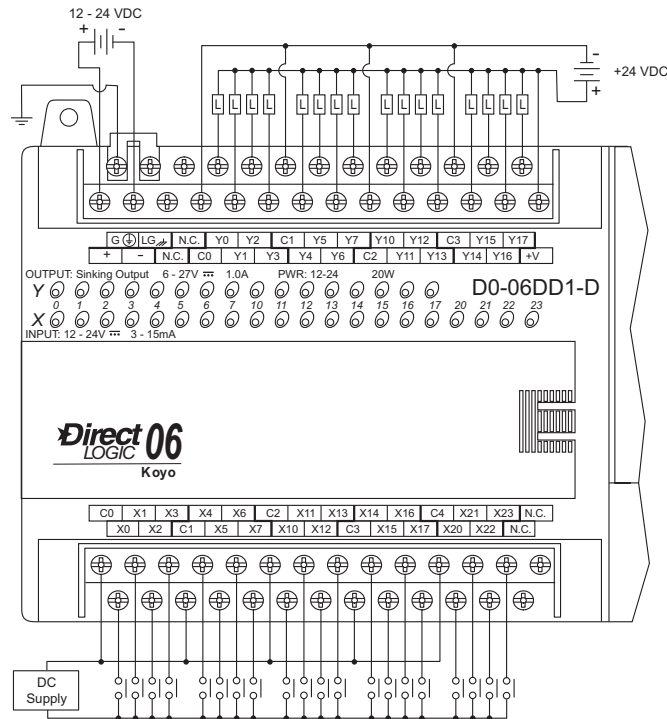 12 - 24 VDC
+ -
-
+24 VDC
+
L L L L L L L L L L L L L L L L
G LG N.C. Y0 Y2 C1 Y5 Y7 Y10 Y12 C3 Y15 Y17
+ - N.C. C0 Y1 Y3 Y4 Y6 C2 Y11 Y13 Y14 Y16 +V
OUTPUT: Sinking Output 6 - 27V 1.0A PWR: 12-24 20W
D0-06DD1-D
Y
0 1 2 3 4 5 6 7 10 11 12 13 14 15 16 17 20 21 22 23
X
INPUT: 12 - 24V 3 - 15mA
Direct
LOGIC 06
Koyo
C0 X1 X3 X4 X6 C2 X11 X13 X14 X16 C4 X21 X23 N.C.
X0 X2 C1 X5 X7 X10 X12 C3 X15 X17 X20 X22 N.C.
DC
Supply